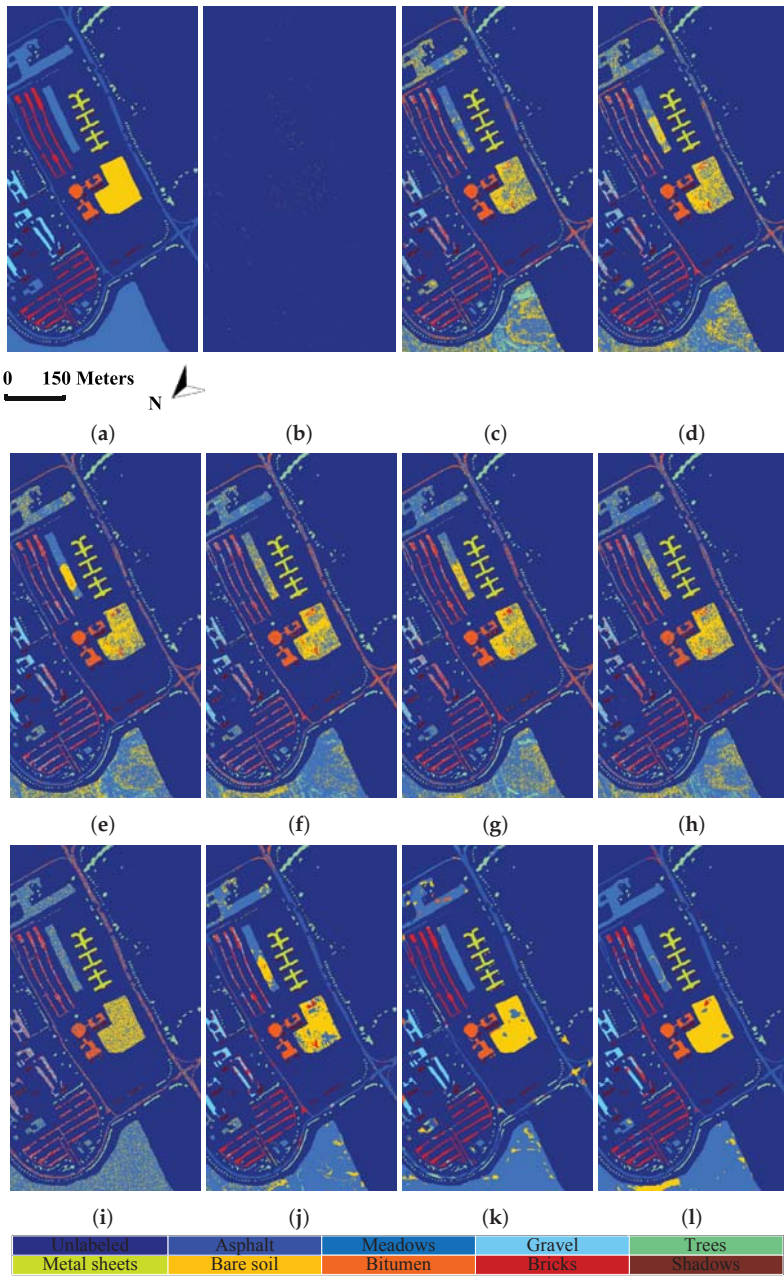 0 150 Meters
N
(a) (b) (c) (d)
(e) (f) (g) (h)
(i) (j) (k) (l)
Unlabeled Asphalt Meadows Gravel Trees
Metal sheets Bare soil Bitumen Bricks Shadows